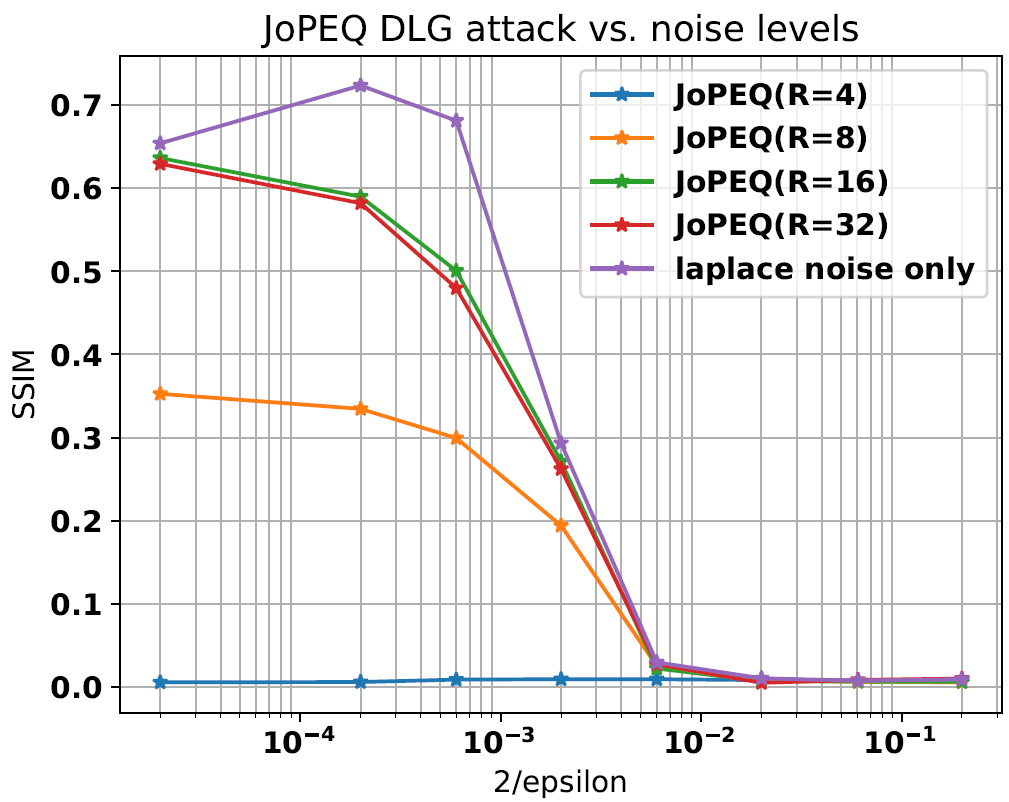 JoPEQ DLG attack vs. noise levels
SSIM
0.7
0.6
0.5
0.4
0.3
0.2
0.1
0.0
JoPEQ(R=4)
JoPEQ(R=8)
JoPEQ(R=16)
JoPEQ(R=32)
laplace noise only
10⁻⁴ 10⁻³ 10⁻² 10⁻¹
2/epsilon